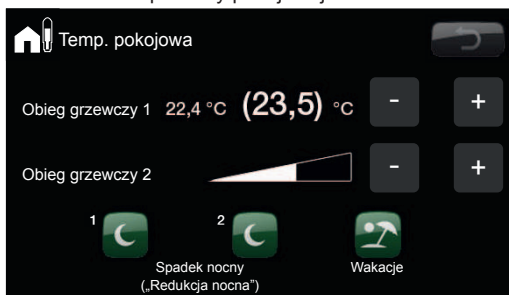 Temp. pokojowa
Obieg grzewczy 1 22,4 °C (23,5) °C - +
Obieg grzewczy 2 - +
1 2
Spadek nocny Wakacje
(„Redukcja nocna”)